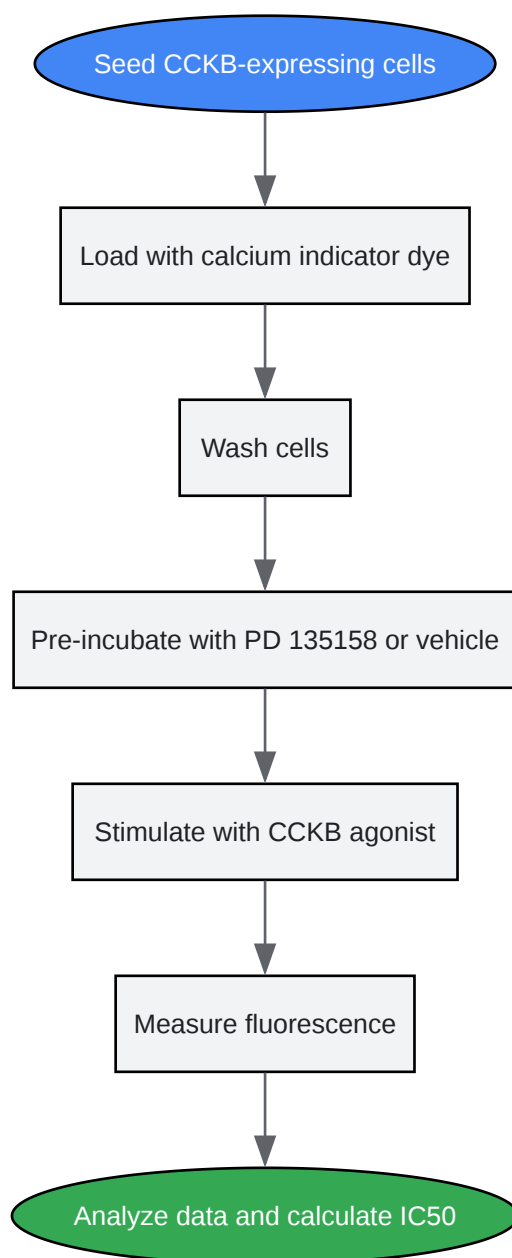 Seed CCKB-expressing cells
Load with calcium indicator dye
Wash cells
Pre-incubate with PD 135158 or vehicle
Stimulate with CCKB agonist
Measure fluorescence
Analyze data and calculate IC50